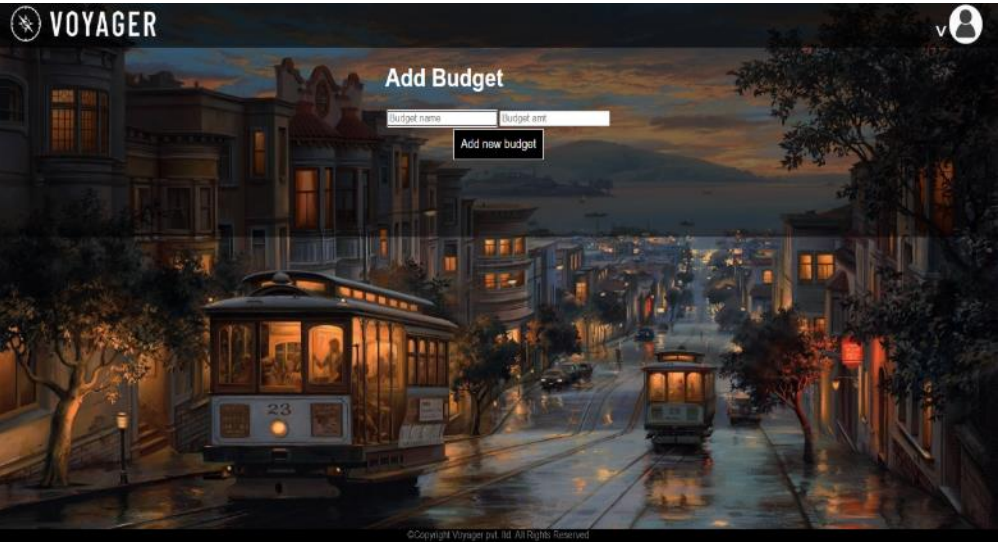 VOYAGER
v
Add Budget
Budget name Budget amt
Add new budget
23
©Copyright Voyager pvt. ltd. All Rights Reserved